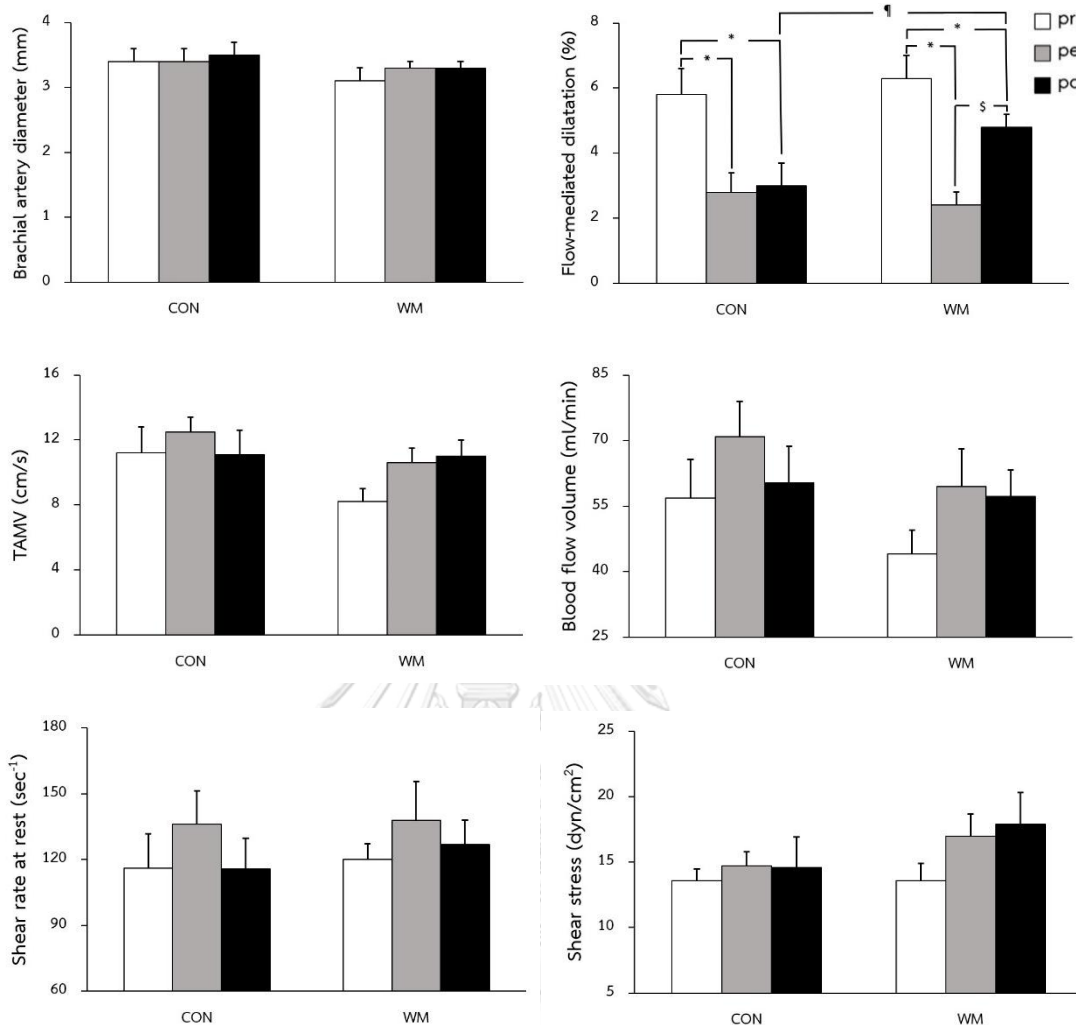 Brachial artery diameter (mm)
4
3
2
1
0
CON
WM
Flow-mediated dilatation (%)
8
6
4
2
0
*
*
¶
*
*
$
CON
WM
pr
pe
po
TAMV (cm/s)
16
12
8
4
0
CON
WM
Blood flow volume (ml/min)
85
70
55
40
25
CON
WM
Shear rate at rest (sec⁻¹)
180
150
120
90
60
CON
WM
Shear stress (dyn/cm²)
25
20
15
10
5
CON
WM